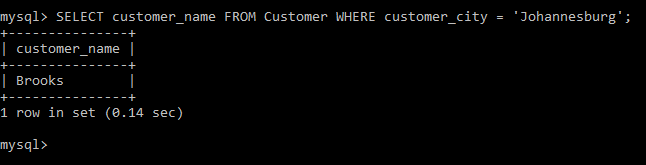 mysql> SELECT customer_name FROM Customer WHERE customer_city = 'Johannesburg';
+---------------+
| customer_name |
+---------------+
| Brooks        |
+---------------+
1 row in set (0.14 sec)
mysql>